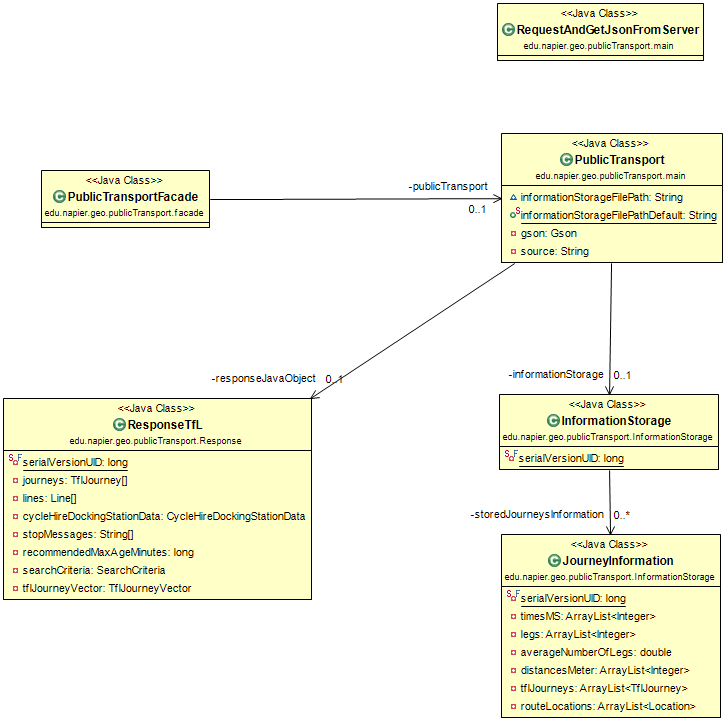 <<Java Class>>
RequestAndGetJsonFromServer
edu.napier.geo.publicTransport.main
<<Java Class>>
PublicTransport
edu.napier.geo.publicTransport.main
informationStorageFilePath: String
informationStorageFilePathDefault: String
gson: Gson
source: String
<<Java Class>>
PublicTransportFacade
edu.napier.geo.publicTransport.facade
-publicTransport
0..1
-responseJavaObject 0..1
-informationStorage 0..1
<<Java Class>>
ResponseTfL
edu.napier.geo.publicTransport.Response
serialVersionUID: long
journeys: TflJourney[]
lines: Line[]
cycleHireDockingStationData: CycleHireDockingStationData
stopMessages: String[]
recommendedMaxAgeMinutes: long
searchCriteria: SearchCriteria
tflJourneyVector: TflJourneyVector
<<Java Class>>
InformationStorage
edu.napier.geo.publicTransport.InformationStorage
serialVersionUID: long
-storedJourneysInformation 0..*
<<Java Class>>
JourneyInformation
edu.napier.geo.publicTransport.InformationStorage
serialVersionUID: long
timesMS: ArrayList<Integer>
legs: ArrayList<Integer>
averageNumberOfLegs: double
distancesMeter: ArrayList<Integer>
tflJourneys: ArrayList<TflJourney>
routeLocations: ArrayList<Location>